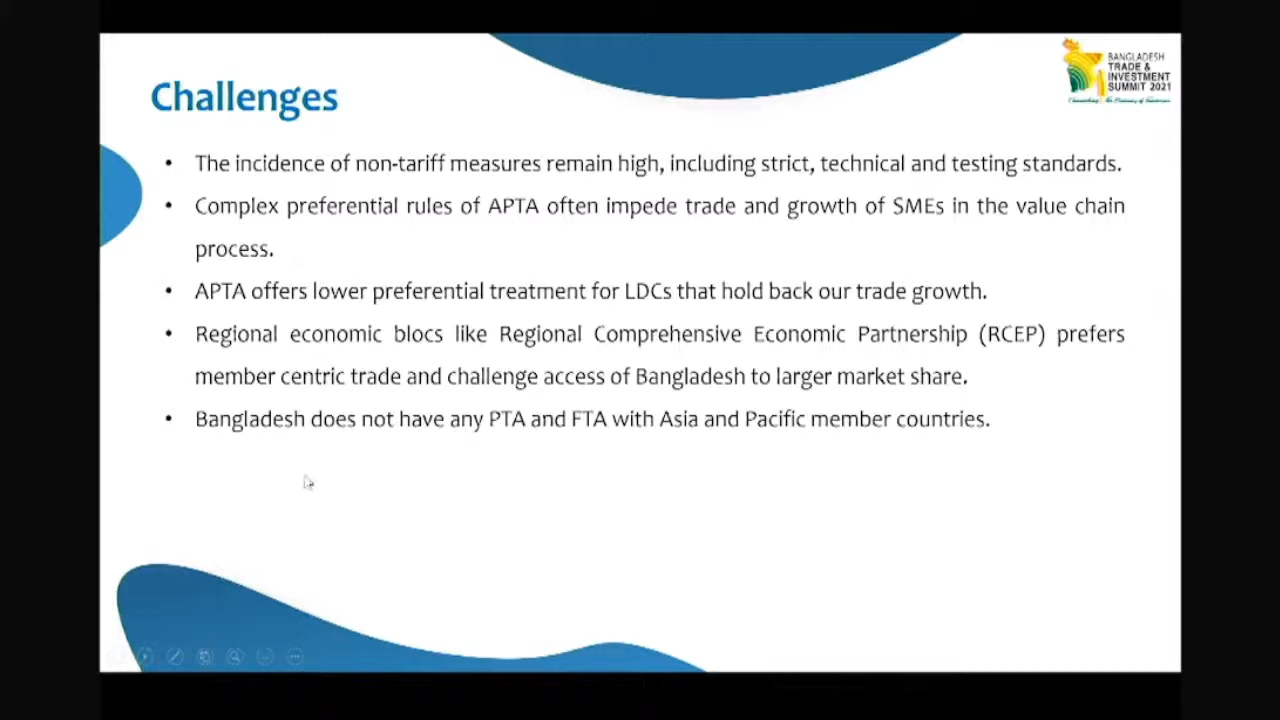 BANGLADESH
TRADE &
INVESTMENT
SUMMIT 2021
Challenges
• The incidence of non-tariff measures remain high, including strict, technical and testing standards.
• Complex preferential rules of APTA often impede trade and growth of SMEs in the value chain
process.
• APTA offers lower preferential treatment for LDCs that hold back our trade growth.
• Regional economic blocs like Regional Comprehensive Economic Partnership (RCEP) prefers
member centric trade and challenge access of Bangladesh to larger market share.
• Bangladesh does not have any PTA and FTA with Asia and Pacific member countries.